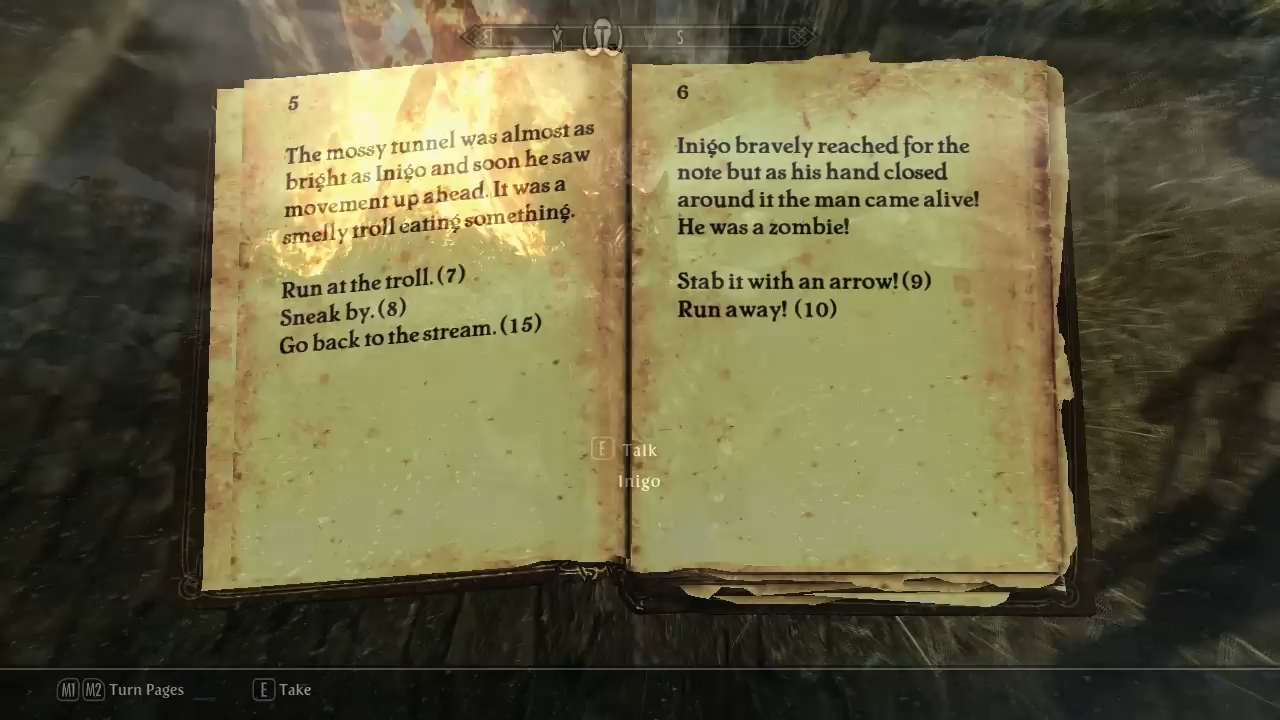 S
5
The mossy tunnel was almost as
bright as Inigo and soon he saw
movement up ahead. It was a
smelly troll eating something.
Run at the troll. (7)
Sneak by. (8)
Go back to the stream. (15)
6
Inigo bravely reached for the
note but as his hand closed
around it the man came alive!
He was a zombie!
Stab it with an arrow! (9)
Run away! (10)
E Talk
Inigo
M1 M2 Turn Pages
E Take